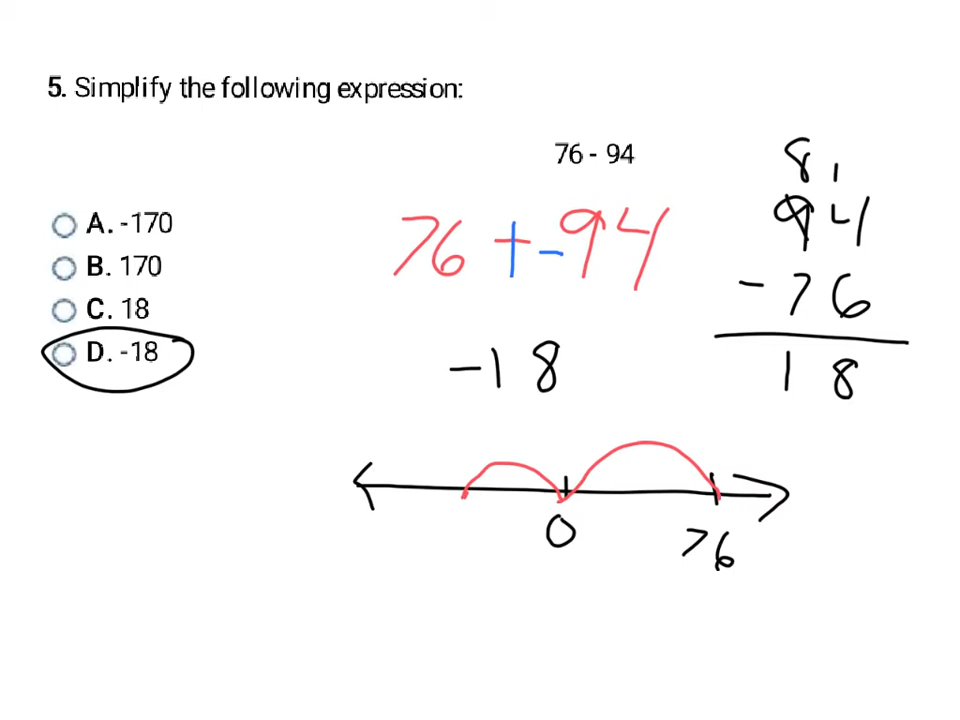 5. Simplify the following expression:
76 - 94
A. -170
B. 170
C. 18
D. -18
76 + -94
-18
8 1
94
-76
18
0 76